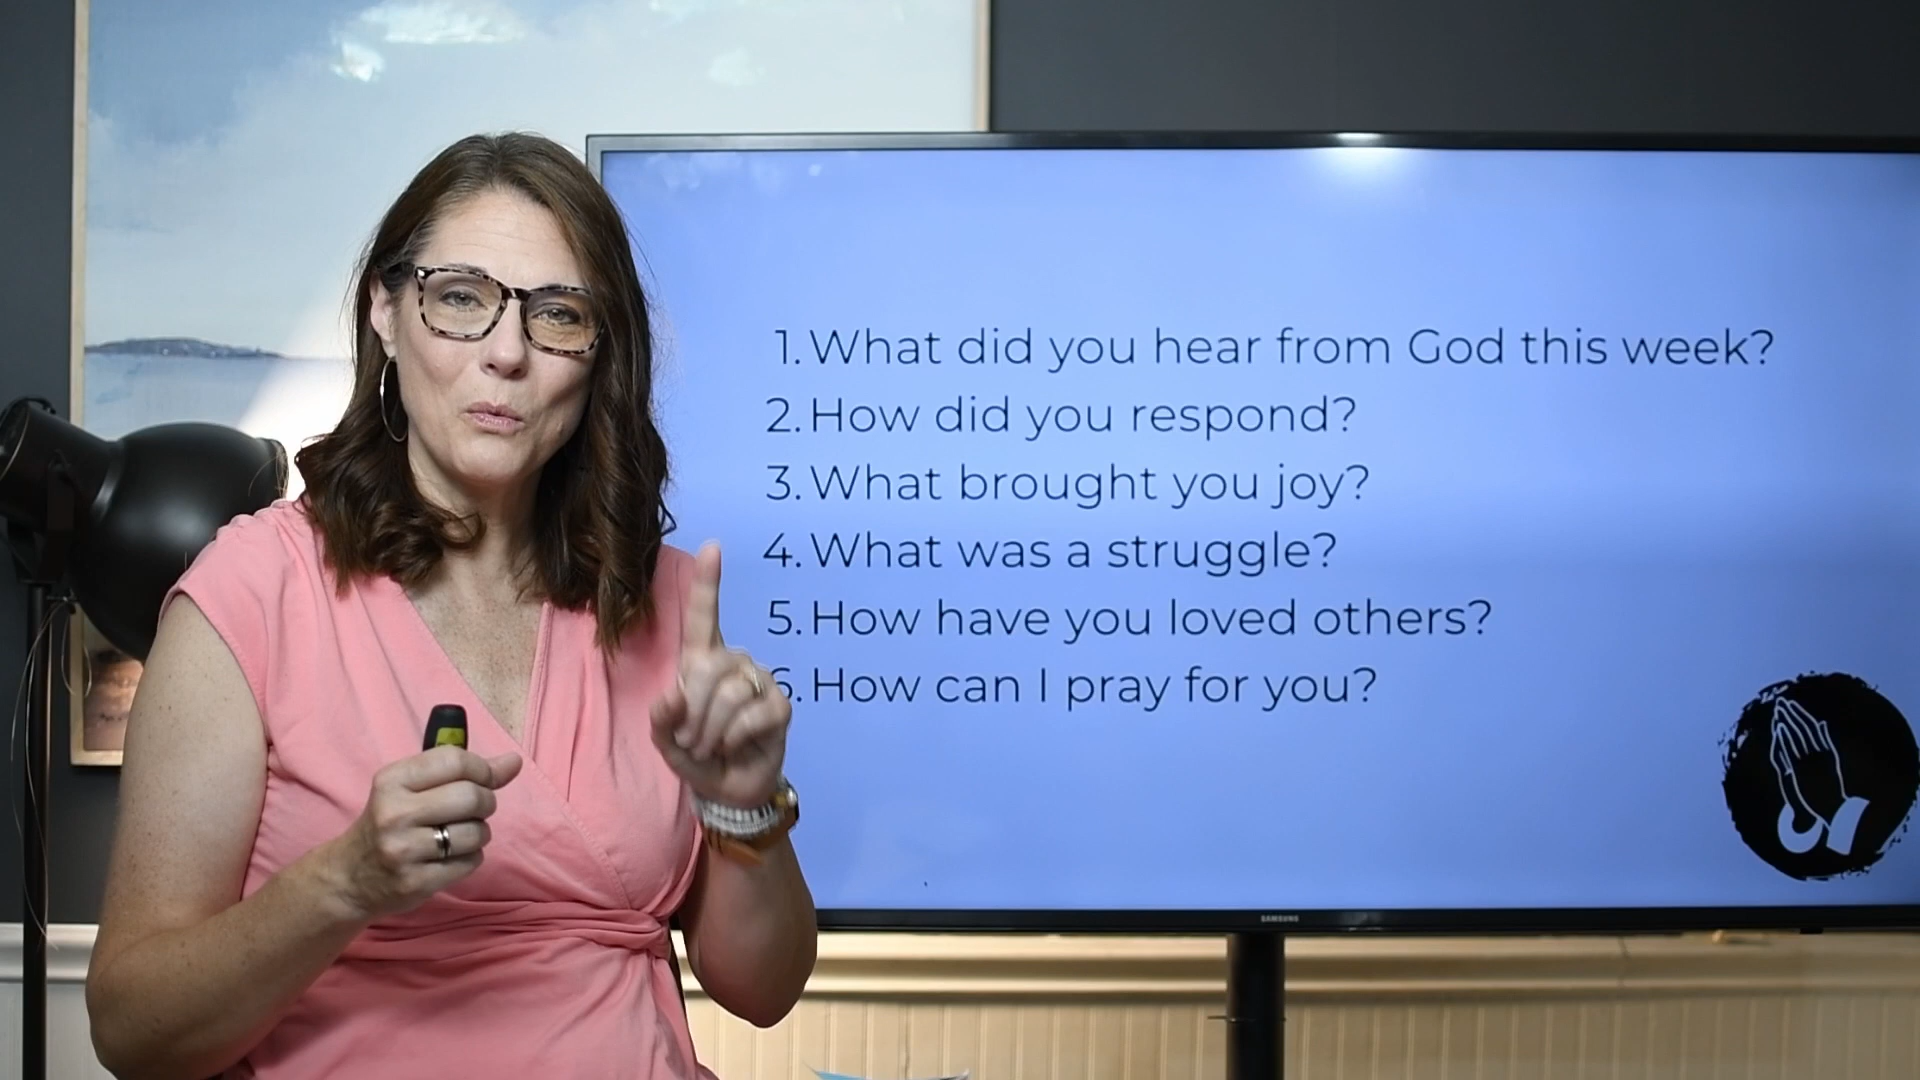 1. What did you hear from God this week?
2. How did you respond?
3. What brought you joy?
4. What was a struggle?
5. How have you loved others?
6. How can I pray for you?
SAMSUNG